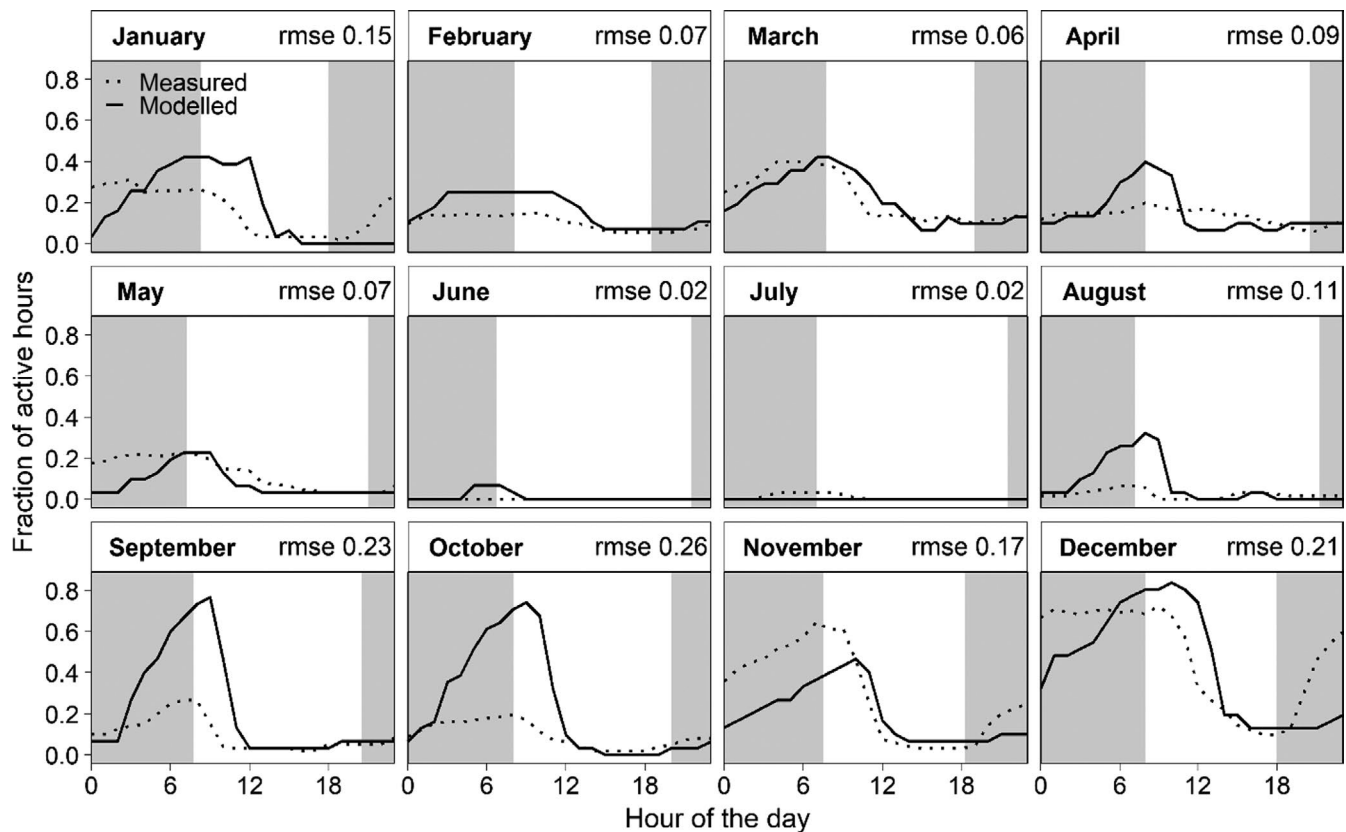 January rmse 0.15
February rmse 0.07
March rmse 0.06
April rmse 0.09
Measured
Modelled
0.8
0.6
0.4
0.2
0.0
May rmse 0.07
June rmse 0.02
July rmse 0.02
August rmse 0.11
0.8
0.6
0.4
0.2
0.0
Fraction of active hours
September rmse 0.23
October rmse 0.26
November rmse 0.17
December rmse 0.21
0.8
0.6
0.4
0.2
0.0
0 6 12 18 0 6 12 18 0 6 12 18 0 6 12 18
Hour of the day